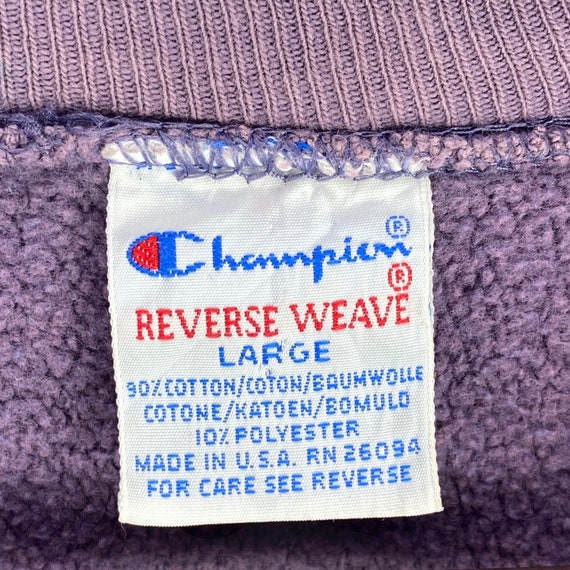 Champion®
REVERSE WEAVE®
LARGE
90% COTTON/COTON/BAUMWOLLE
COTONE/KATOEN/BOMULD
10% POLYESTER
MADE IN U.S.A. RN 26094
FOR CARE SEE REVERSE